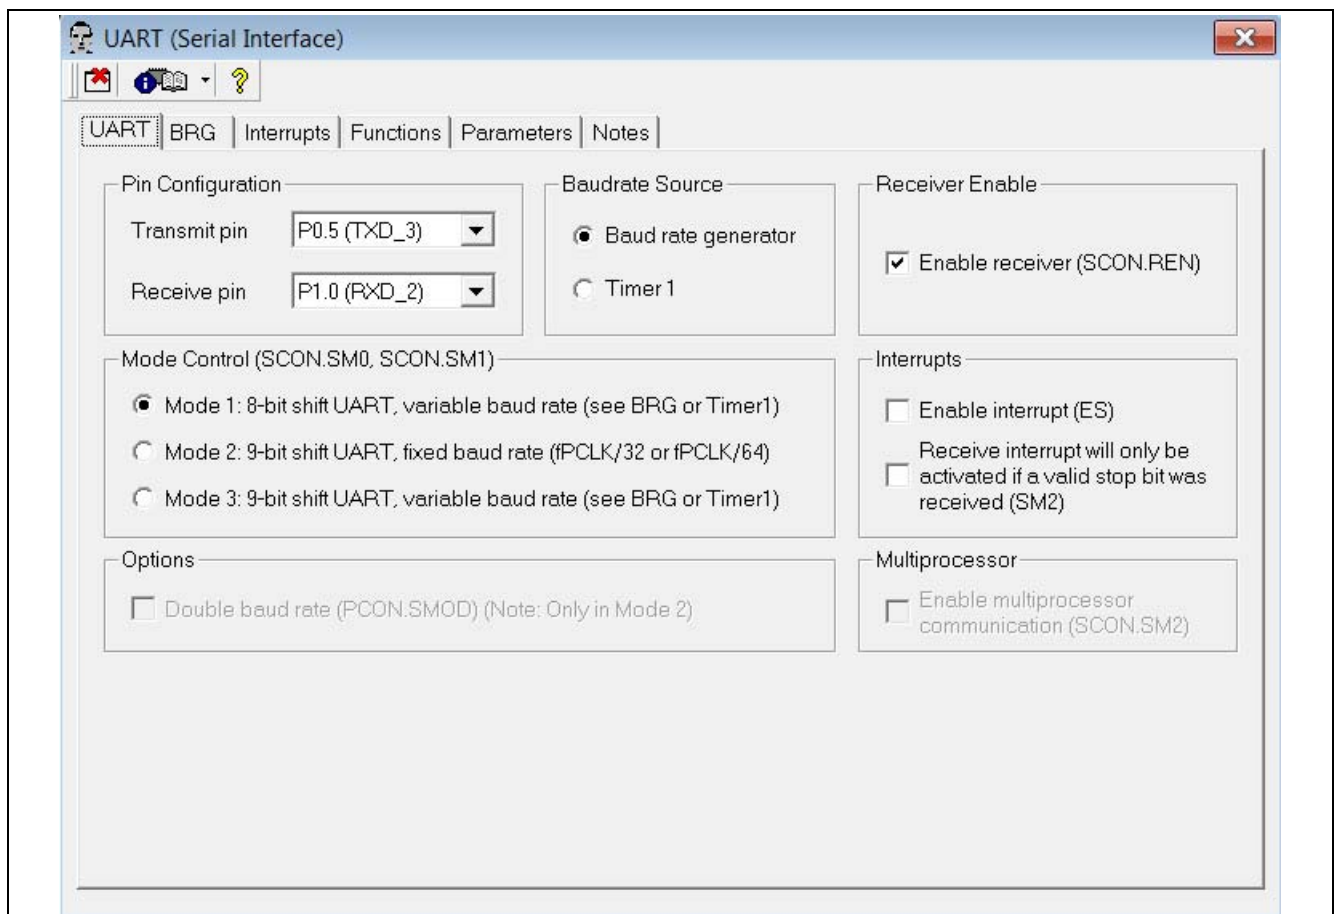 UART (Serial Interface)
UART
BRG
Interrupts
Functions
Parameters
Notes
Pin Configuration
Transmit pin
P0.5 (TXD_3)
Receive pin
P1.0 (RXD_2)
Baudrate Source
Baud rate generator
Timer 1
Receiver Enable
Enable receiver (SCON.REN)
Mode Control (SCON.SM0, SCON.SM1)
Mode 1: 8-bit shift UART, variable baud rate (see BRG or Timer1)
Mode 2: 9-bit shift UART, fixed baud rate (fPCLK/32 or fPCLK/64)
Mode 3: 9-bit shift UART, variable baud rate (see BRG or Timer1)
Interrupts
Enable interrupt (ES)
Receive interrupt will only be
activated if a valid stop bit was
received (SM2)
Options
Double baud rate (PCON.SMOD) (Note: Only in Mode 2)
Multiprocessor
Enable multiprocessor
communication (SCON.SM2)